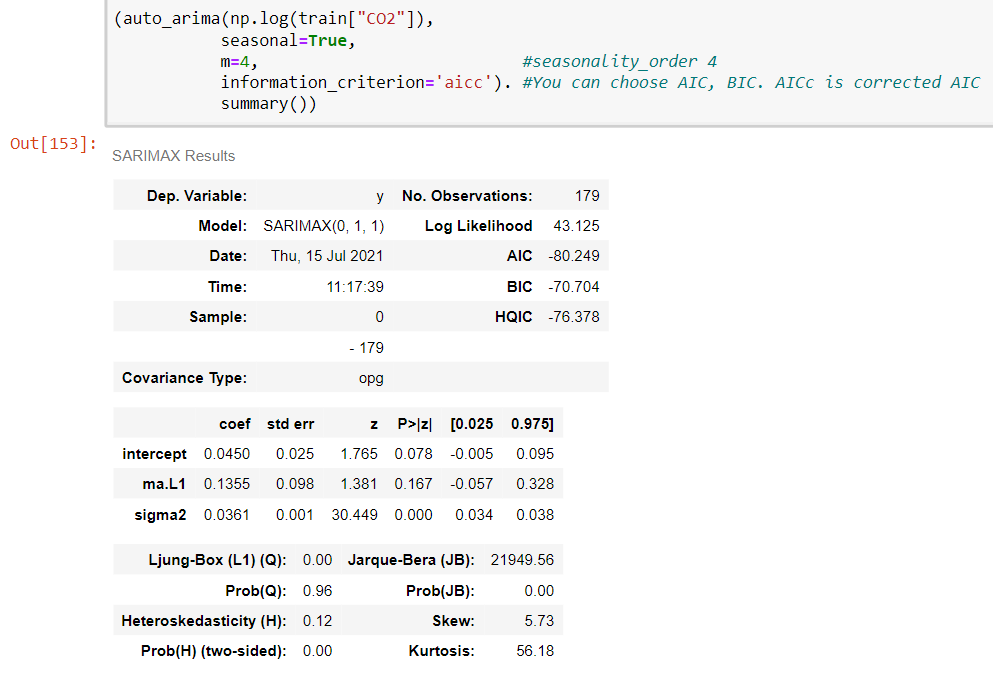 (auto_arima(np.log(train["CO2"]),
seasonal=True,
m=4, #seasonality_order 4
information_criterion='aicc'). #You can choose AIC, BIC. AICc is corrected AIC
summary())
Out[153]:
SARIMAX Results
Dep. Variable: y No. Observations: 179
Model: SARIMAX(0, 1, 1) Log Likelihood 43.125
Date: Thu, 15 Jul 2021 AIC -80.249
Time: 11:17:39 BIC -70.704
Sample: 0 HQIC -76.378
- 179
Covariance Type: opg
coef std err z P>|z| [0.025 0.975]
intercept 0.0450 0.025 1.765 0.078 -0.005 0.095
ma.L1 0.1355 0.098 1.381 0.167 -0.057 0.328
sigma2 0.0361 0.001 30.449 0.000 0.034 0.038
Ljung-Box (L1) (Q): 0.00 Jarque-Bera (JB): 21949.56
Prob(Q): 0.96 Prob(JB): 0.00
Heteroskedasticity (H): 0.12 Skew: 5.73
Prob(H) (two-sided): 0.00 Kurtosis: 56.18